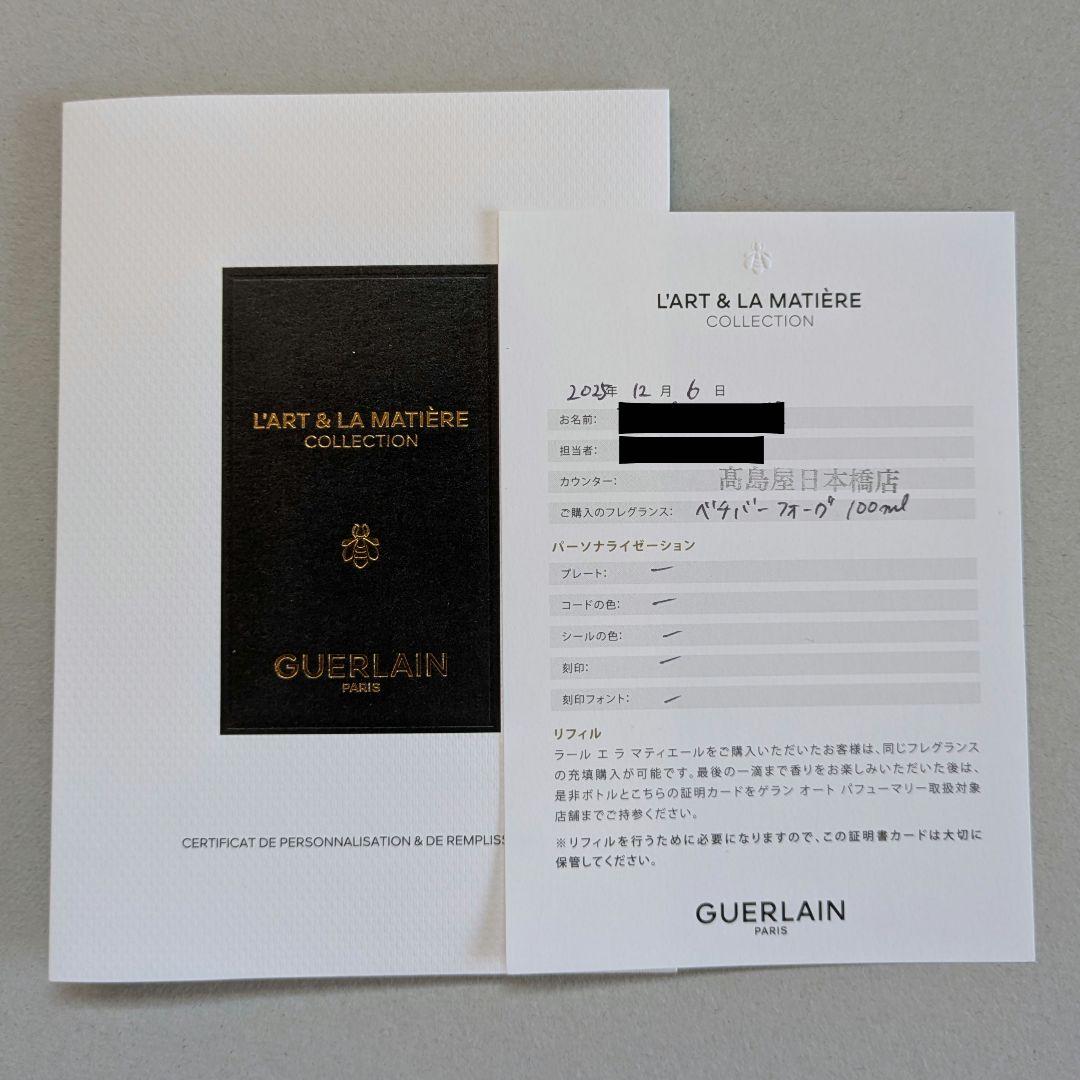 L'ART & LA MATIÈRE
COLLECTION
GUERLAIN
PARIS
CERTIFICAT DE PERSONNALISATION & DE
L'ART & LA MATIÈRE
COLLECTION
2025年 12月 6日
お名前:
担当者:
カウンター: 髙島屋日本橋店
ご購入のフレグランス: ベチバーフォーヴ 100ml
パーソナライゼーション
プレート: ー
コードの色: ー
シールの色: ー
刻印: ー
刻印フォント: ー
リフィル
ラール エ ラ マティエールをご購入いただいたお客様は、同じフレグランス
の充填購入が可能です。最後の一滴まで香りをお楽しみいただいた後は、
是非ボトルとこちらの証明カードをゲラン オート パフューマリー取扱対象
店舗までご持参ください。
※リフィルを行うために必要になりますので、この証明書カードは大切に
保管してください。
GUERLAIN
PARIS